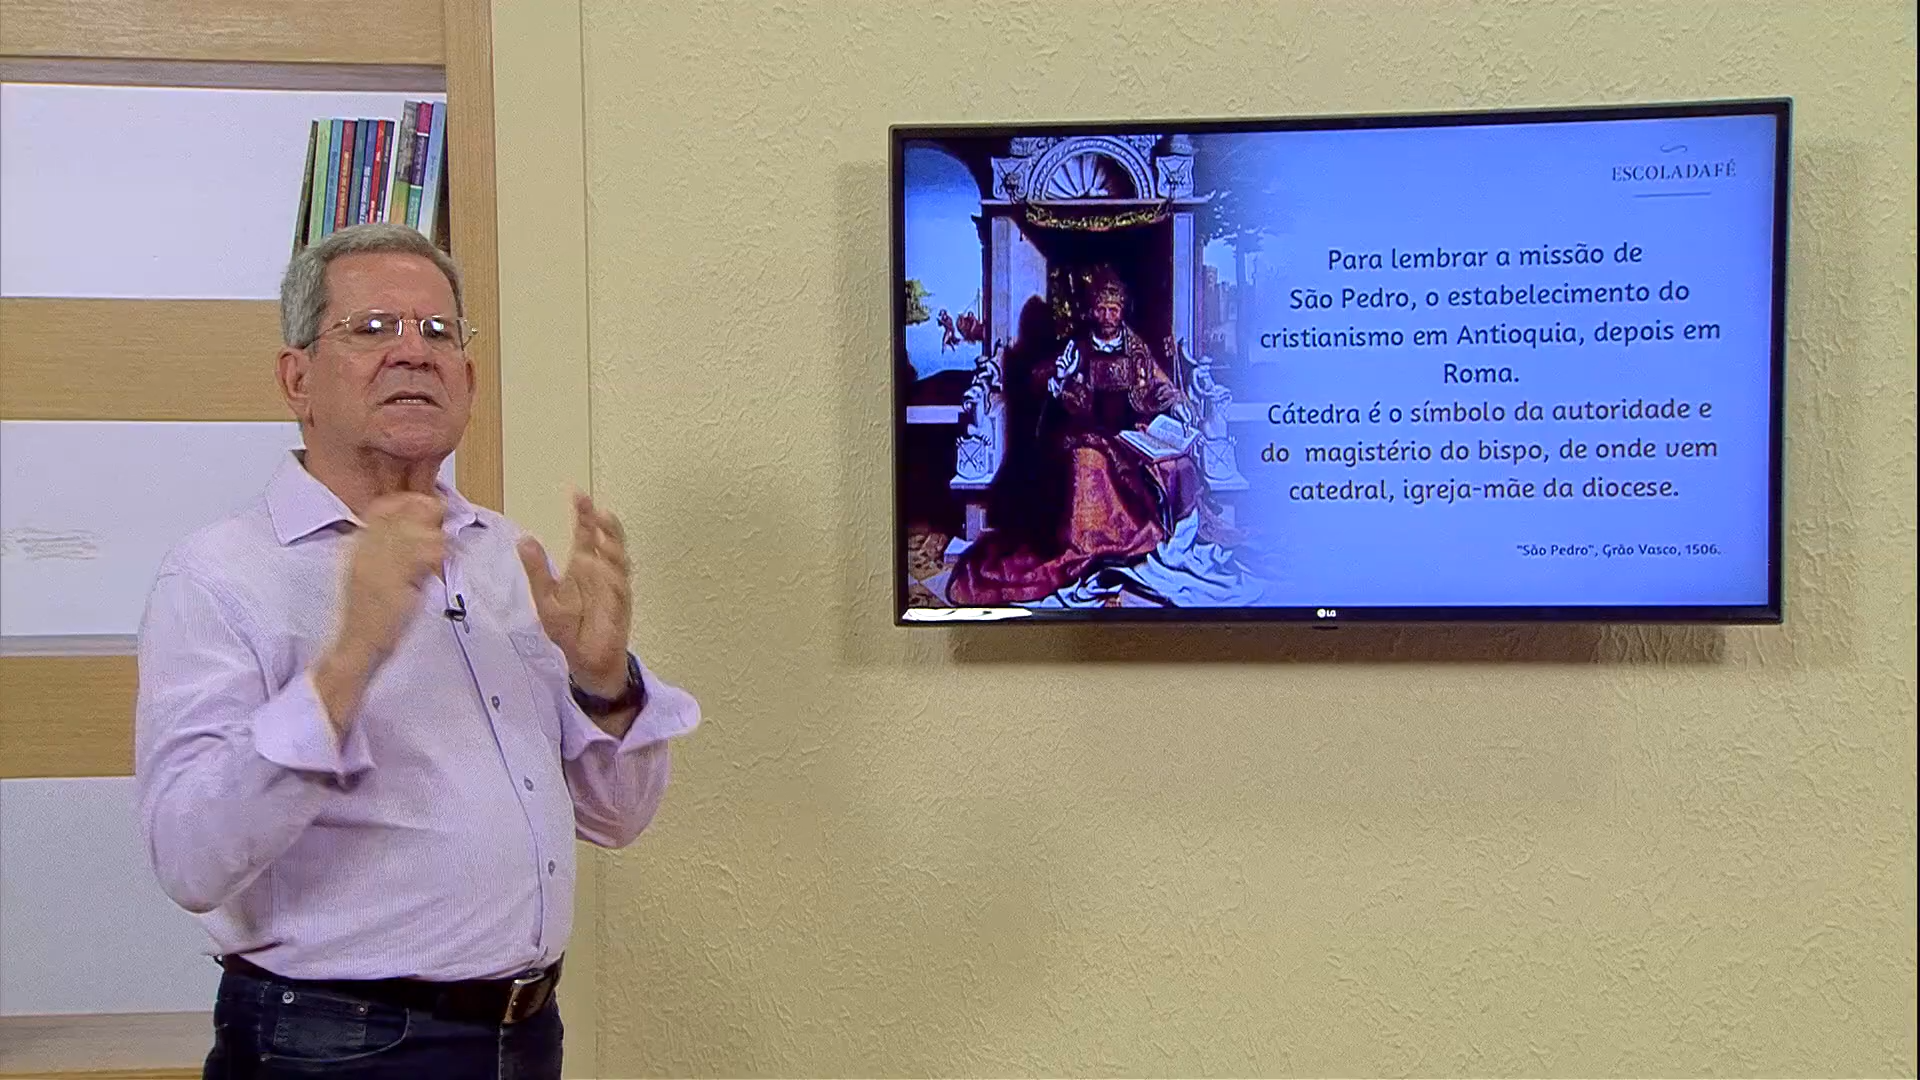 ESCOLADAFÉ
Para lembrar a missão de
São Pedro, o estabelecimento do
cristianismo em Antioquia, depois em
Roma.
Cátedra é o símbolo da autoridade e
do magistério do bispo, de onde vem
catedral, igreja-mãe da diocese.
"São Pedro", Grão Vasco, 1506.
LG